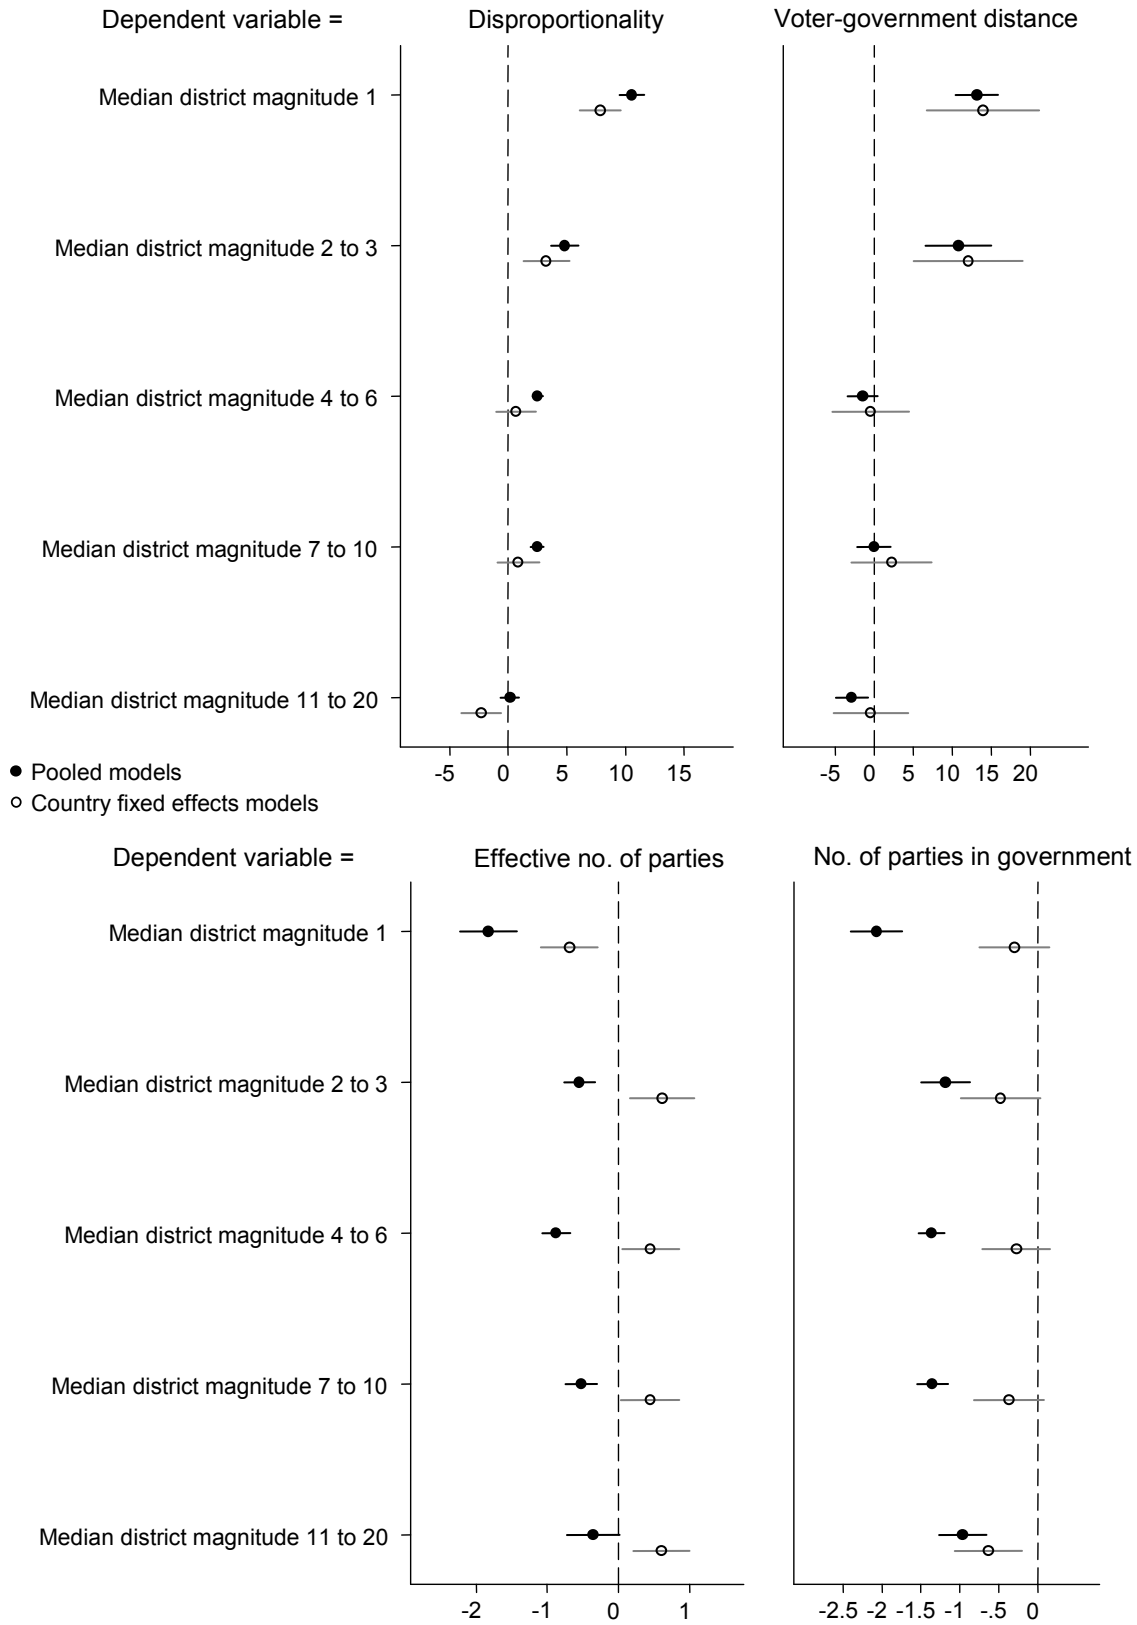 Dependent variable = Disproportionality Voter-government distance
Median district magnitude 1
Median district magnitude 2 to 3
Median district magnitude 4 to 6
Median district magnitude 7 to 10
Median district magnitude 11 to 20
-5 0 5 10 15 -5 0 5 10 15 20
Pooled models
Country fixed effects models
Dependent variable = Effective no. of parties No. of parties in government
Median district magnitude 1
Median district magnitude 2 to 3
Median district magnitude 4 to 6
Median district magnitude 7 to 10
Median district magnitude 11 to 20
-2 -1 0 1 -2.5 -2 -1.5 -1 -.5 0